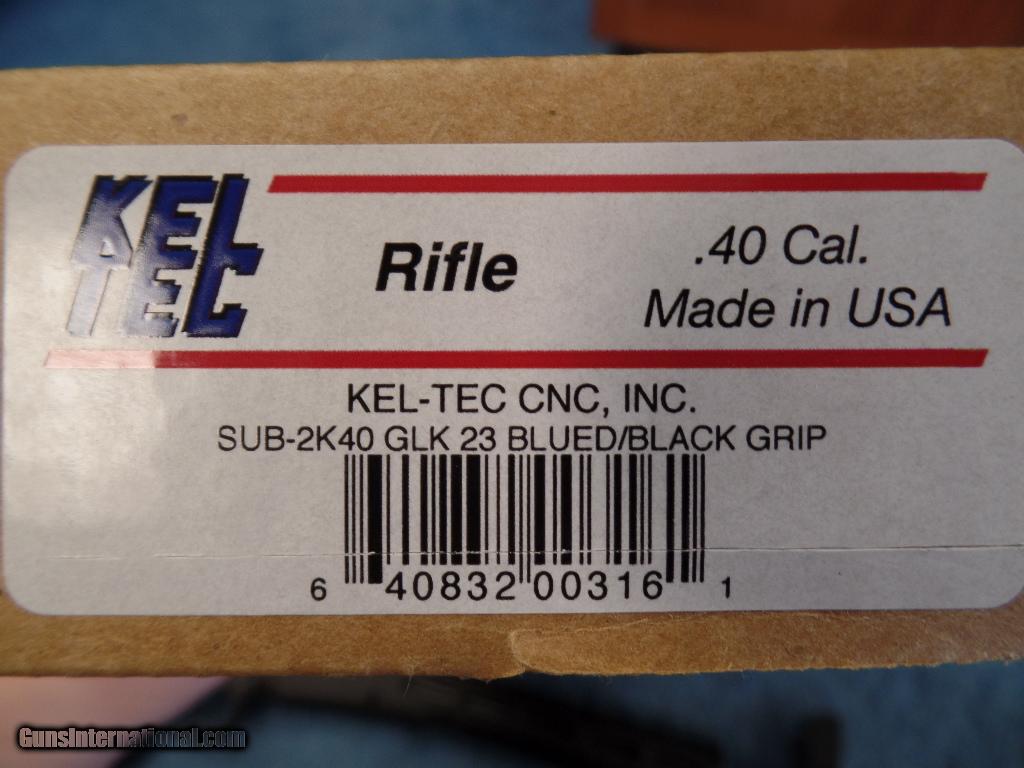 KEL
TEC
Rifle
.40 Cal.
Made in USA
KEL-TEC CNC, INC.
SUB-2K40 GLK 23 BLUED/BLACK GRIP
6 40832 00316 1
GunsInternational.com